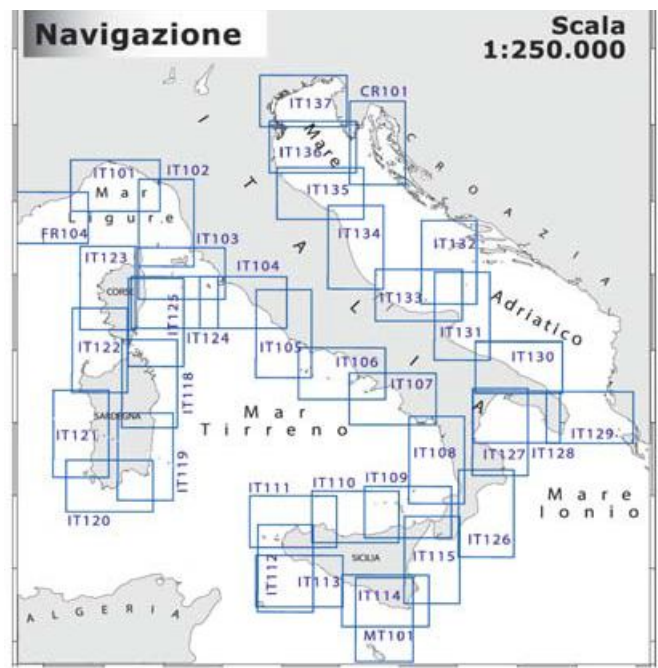 Navigazione
Scala
1:250.000
IT137
CR101
Mare
IT136
CROAZIA
IT101
IT102
IT135
Mar
Ligure
IT134
FR104
IT103
IT132
IT123
IT104
ITALIA
CORSE
IT133
Adriatico
IT125
IT124
IT131
IT122
IT105
IT106
IT130
IT118
IT107
SARDEGNA
Mar
Tirreno
IT121
IT129
IT108
IT127
IT128
IT119
IT109
IT110
IT111
Mare
Ionio
IT120
IT126
SICILIA
IT115
IT112
IT113
IT114
ALGERIA
MT101